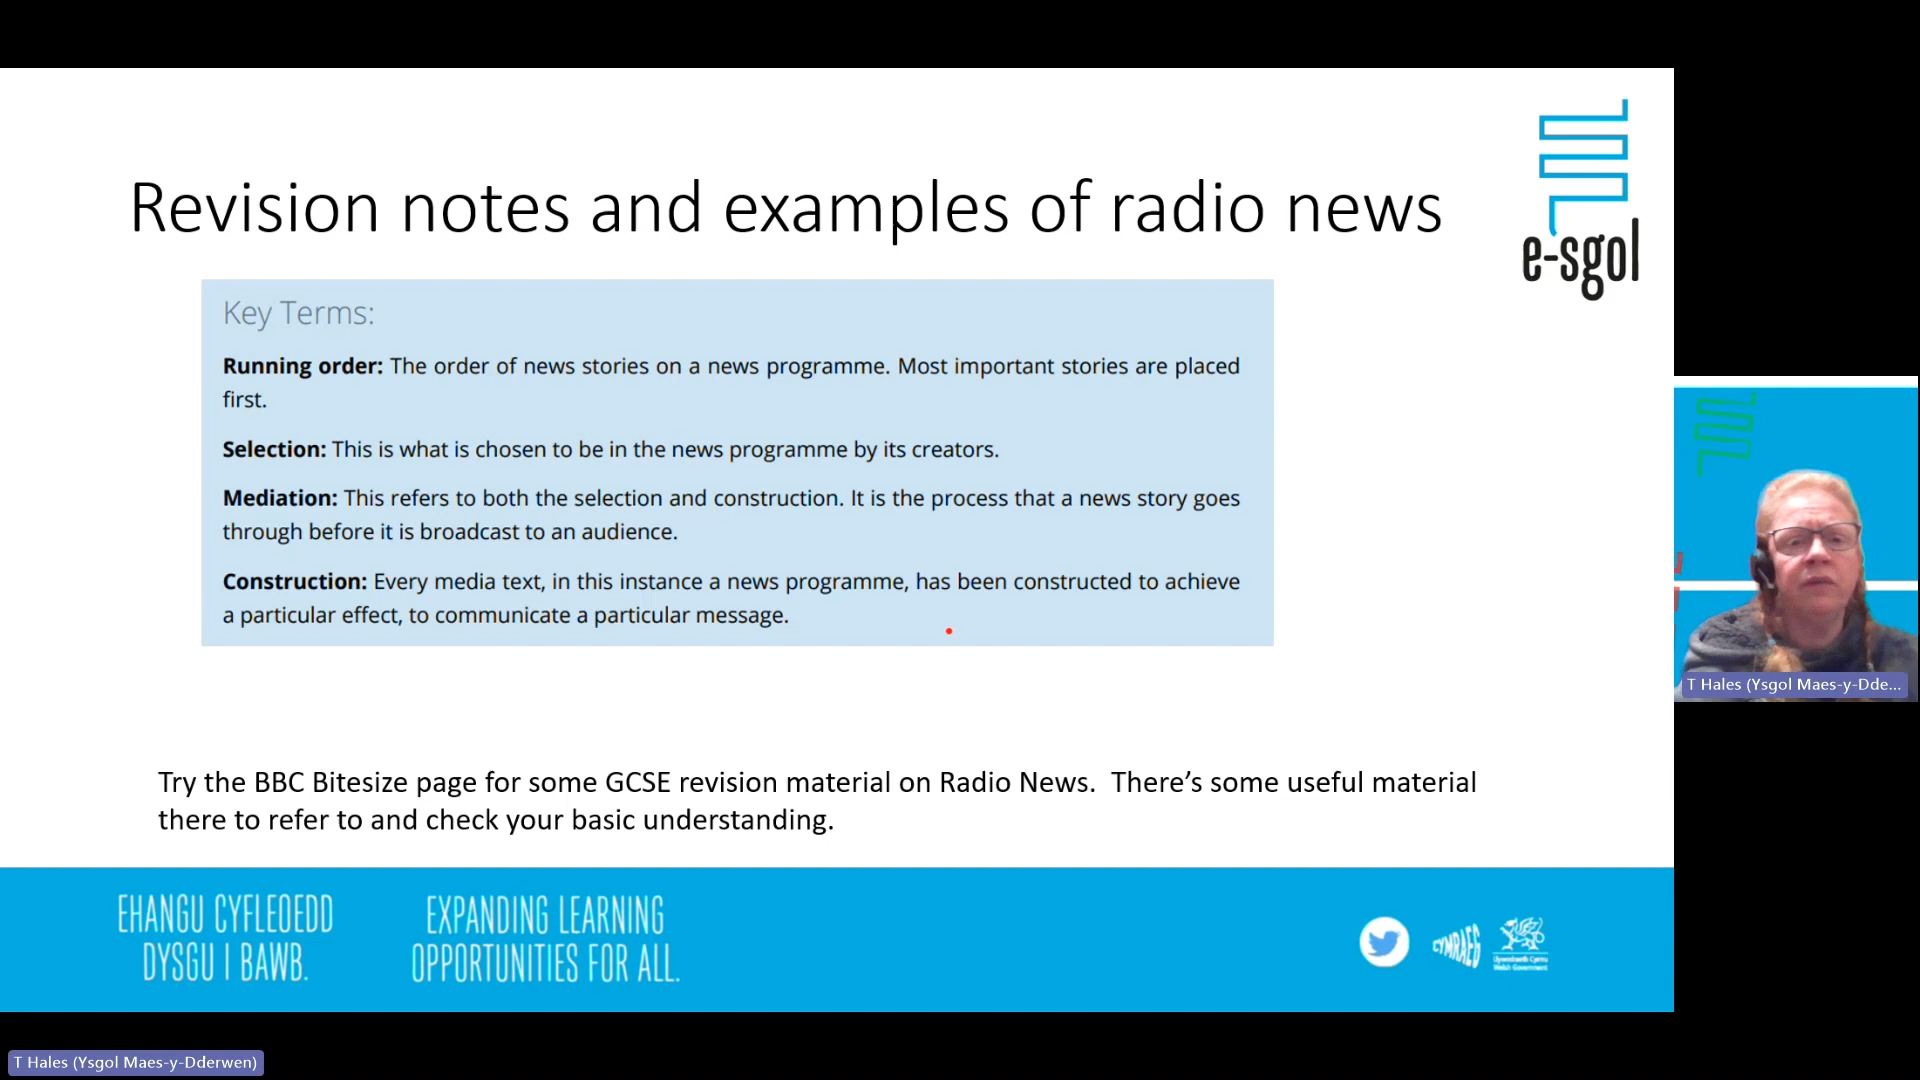 Revision notes and examples of radio news
e-sgol
Key Terms:
Running order: The order of news stories on a news programme. Most important stories are placed
first.
Selection: This is what is chosen to be in the news programme by its creators.
Mediation: This refers to both the selection and construction. It is the process that a news story goes
through before it is broadcast to an audience.
Construction: Every media text, in this instance a news programme, has been constructed to achieve
a particular effect, to communicate a particular message.
T Hales (Ysgol Maes-y-Dde...
Try the BBC Bitesize page for some GCSE revision material on Radio News.  There’s some useful material
there to refer to and check your basic understanding.
EHANGU CYFLEOEDD
DYSGU I BAWB.
EXPANDING LEARNING
OPPORTUNITIES FOR ALL.
CYMRAEG
Llywodraeth Cymru
Welsh Government
T Hales (Ysgol Maes-y-Dderwen)